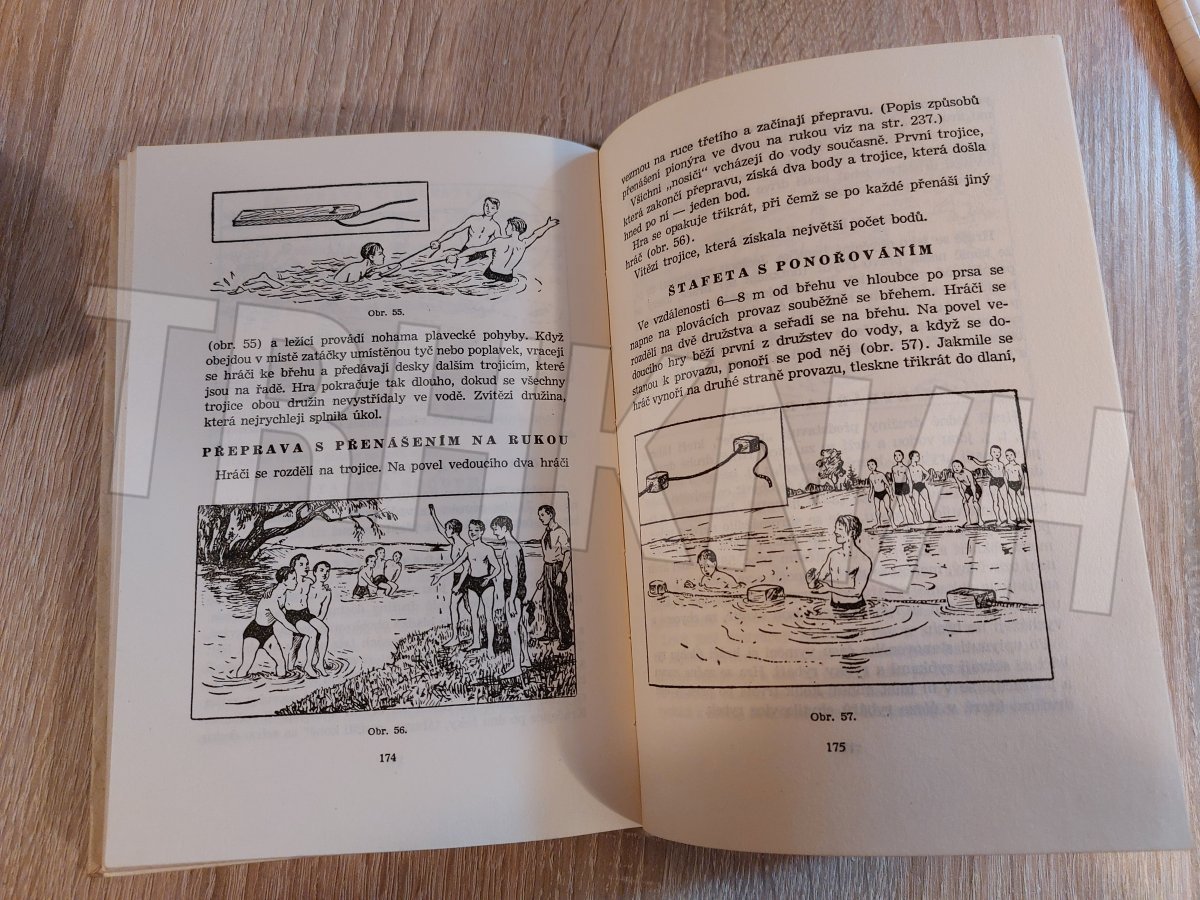 Obr. 55.
(obr. 55) a ležící provádí nohama plavecké pohyby. Když
obejdou v místě zatáčky umístěnou tyč nebo poplavek, vracejí
se hráči ke břehu a předávají desky dalším trojicím, které
jsou na řadě. Hra pokračuje tak dlouho, dokud se všechny
trojice obou družin nevystřídaly ve vodě. Zvítězí družina,
která nejrychleji splnila úkol.
PŘEPRAVA S PŘENÁŠENÍM NA RUKOU
Hráči se rozdělí na trojice. Na povel vedoucího dva hráči
Obr. 56.
174
vezmou na ruce třetího a začínají přepravu. (Popis způsobů
přenášení pionýra ve dvou na rukou viz na str. 237.)
Všichni „nosiči“ vcházejí do vody současně. První trojice,
která zakončí přepravu, získá dva body a trojice, která došla
hned po ní — jeden bod.
Hra se opakuje třikrát, při čemž se po každé přenáší jiný
hráč (obr. 56).
Vítězí trojice, která získala největší počet bodů.
ŠTAFETA S PONOŘOVÁNÍM
Ve vzdálenosti 6—8 m od břehu ve hloubce po prsa se
napne na plovácích provaz souběžně se břehem. Hráči se
rozdělí na dvě družstva a seřadí se na břehu. Na povel ve-
doucího hry běží první z družstev do vody, a když se do-
stanou k provazu, ponoří se pod něj (obr. 57). Jakmile se
hráč vynoří na druhé straně provazu, tleskne třikrát do dlaní,
Obr. 57.
175
TRHKNIH